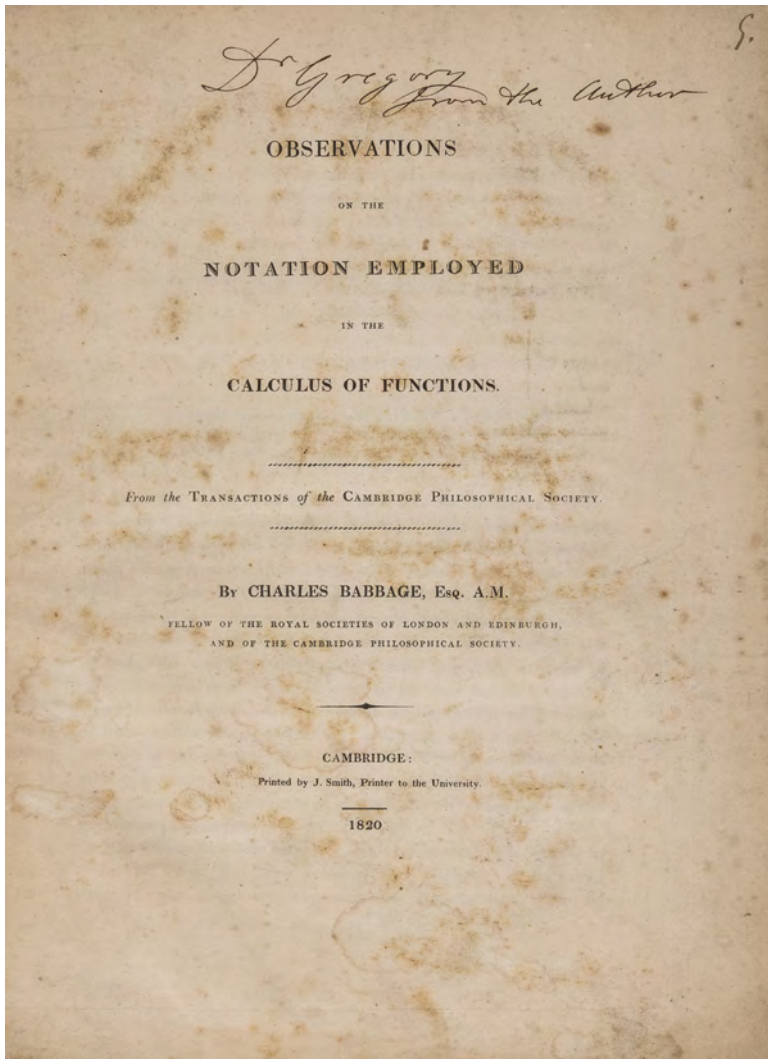 5.
Dr Gregory
from the Author
OBSERVATIONS
ON THE
NOTATION EMPLOYED
IN THE
CALCULUS OF FUNCTIONS.
From the TRANSACTIONS of the CAMBRIDGE PHILOSOPHICAL SOCIETY.
BY CHARLES BABBAGE, ESQ. A.M.
FELLOW OF THE ROYAL SOCIETIES OF LONDON AND EDINBURGH,
AND OF THE CAMBRIDGE PHILOSOPHICAL SOCIETY.
CAMBRIDGE:
Printed by J. Smith, Printer to the University.
1820